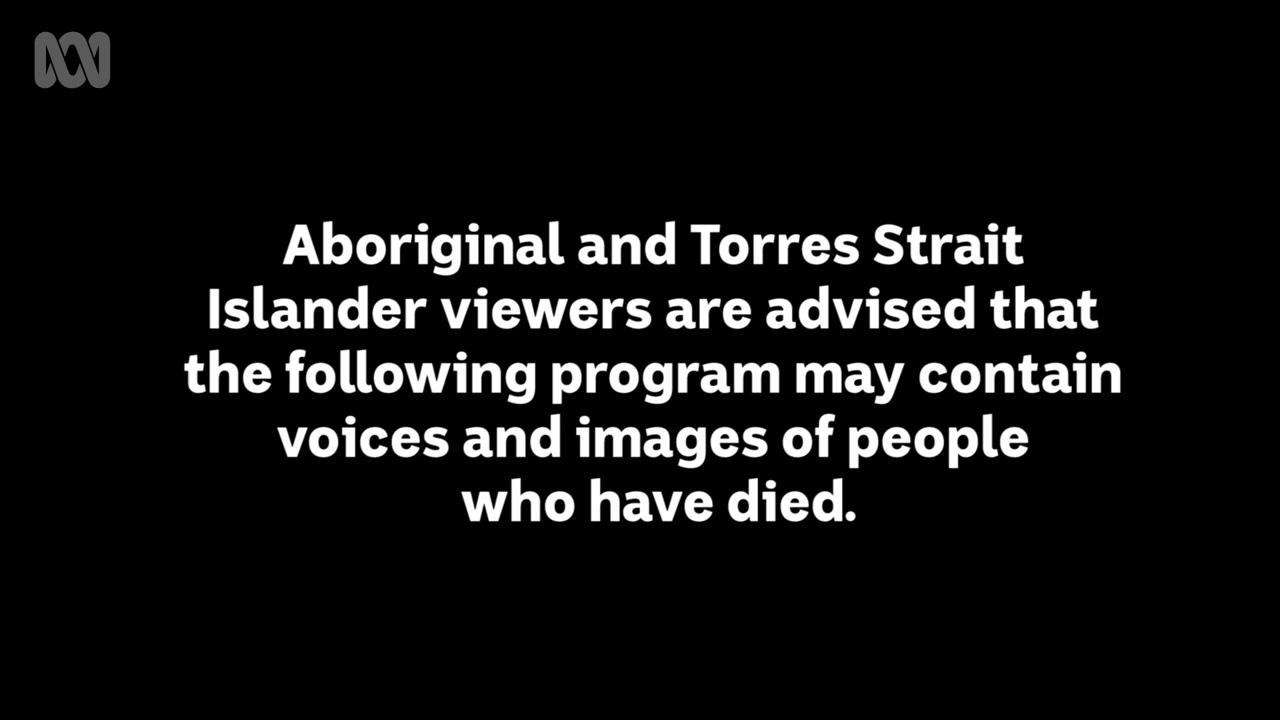 Aboriginal and Torres Strait
Islander viewers are advised that
the following program may contain
voices and images of people
who have died.